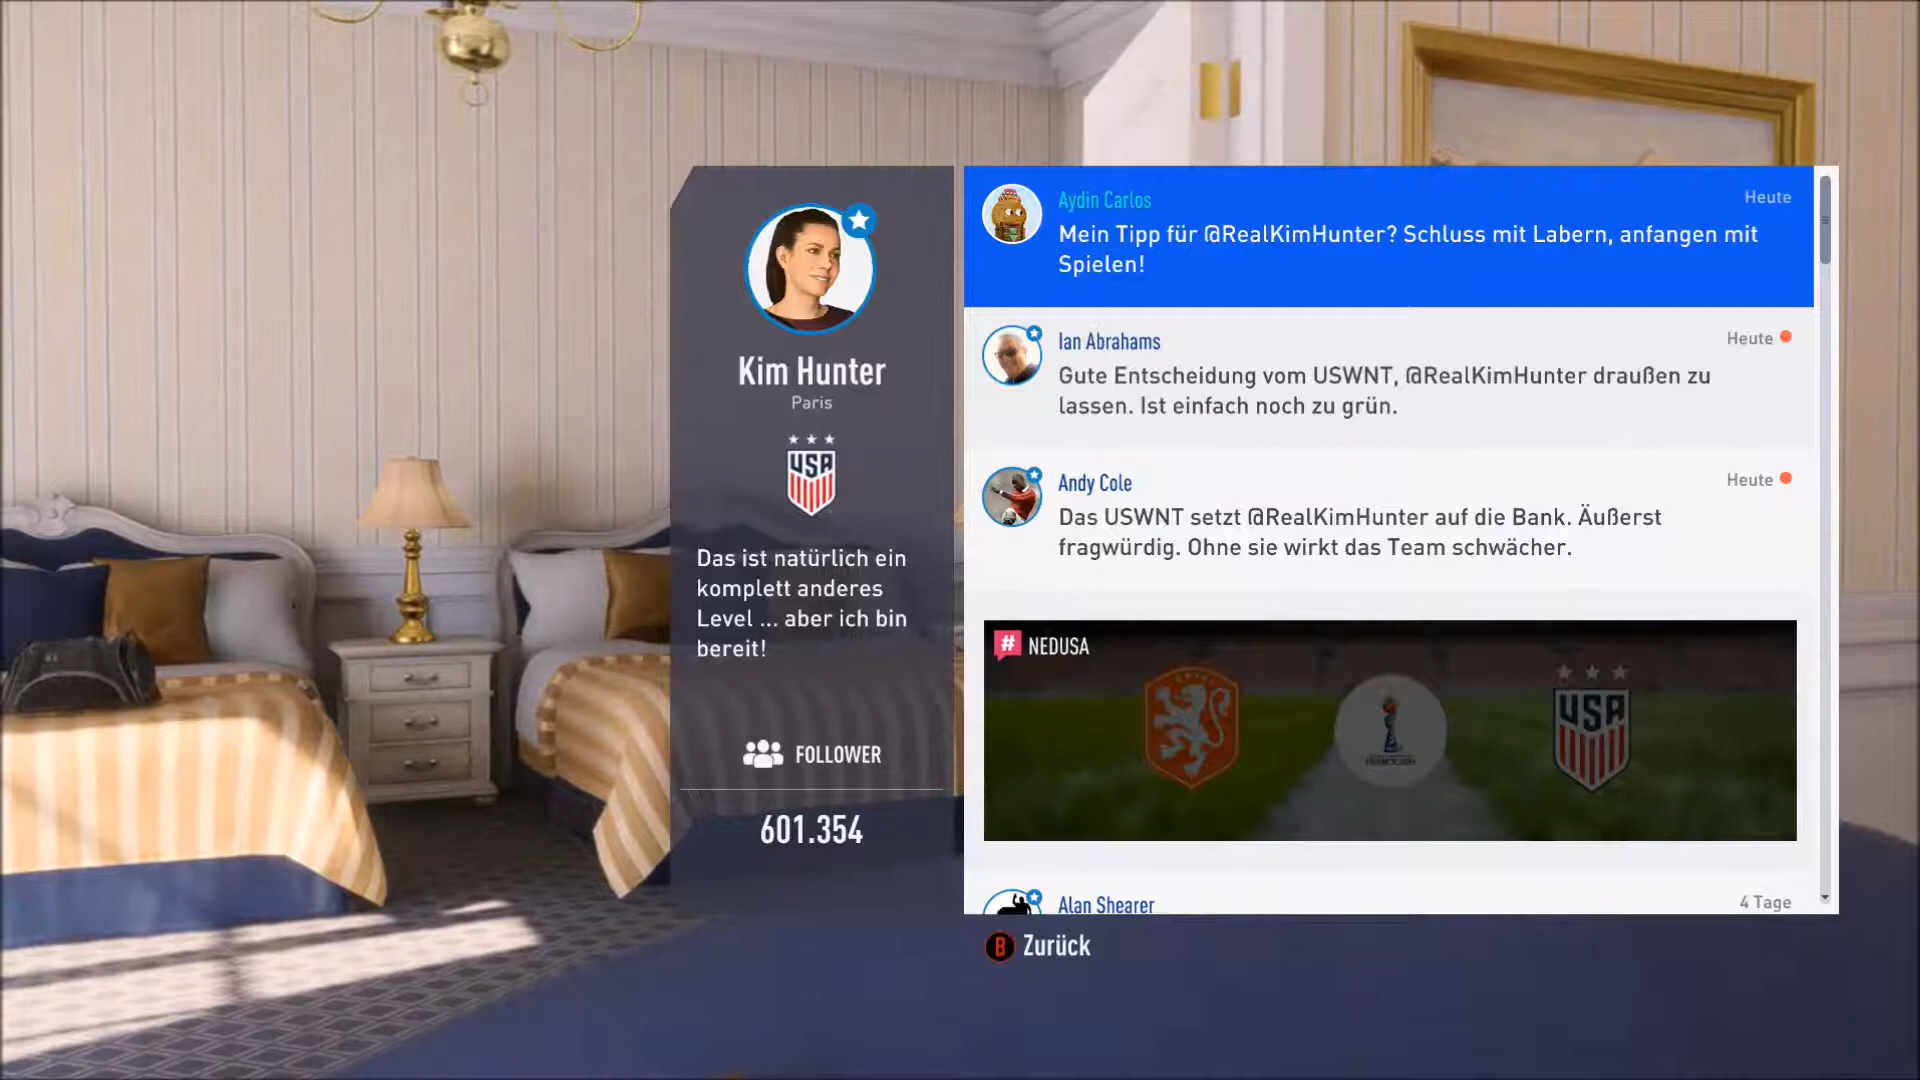 Kim Hunter
Paris
USA
Das ist natürlich ein
komplett anderes
Level ... aber ich bin
bereit!
FOLLOWER
601.354
Aydin Carlos
Heute
Mein Tipp für @RealKimHunter? Schluss mit Labern, anfangen mit
Spielen!
Ian Abrahams
Heute
Gute Entscheidung vom USWNT, @RealKimHunter draußen zu
lassen. Ist einfach noch zu grün.
Andy Cole
Heute
Das USWNT setzt @RealKimHunter auf die Bank. Äußerst
fragwürdig. Ohne sie wirkt das Team schwächer.
# NEDUSA
USA
Alan Shearer
4 Tage
B Zurück